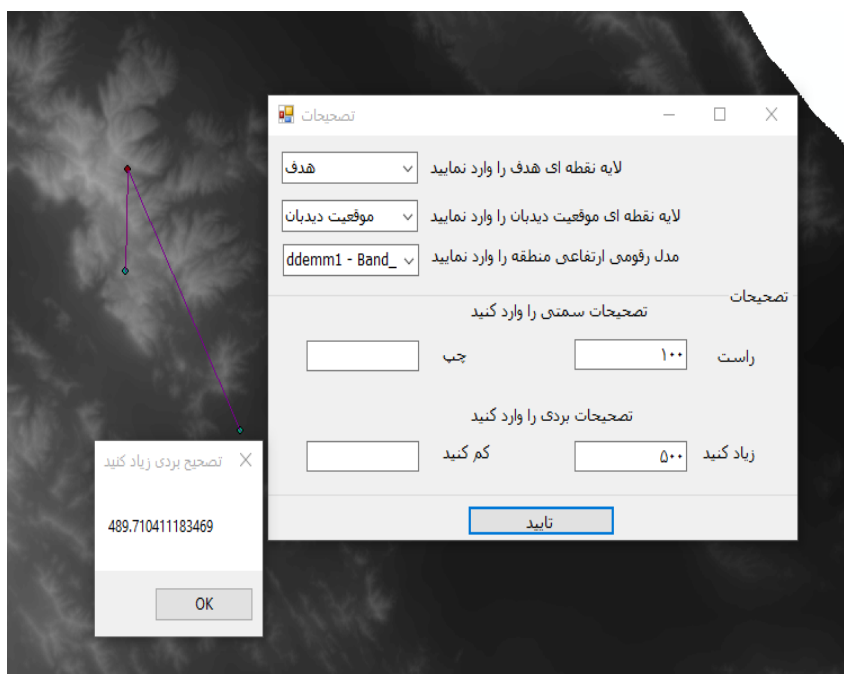 تصحیحات
لایه نقطه ای هدف را وارد نمایید
هدف
لایه نقطه ای موقعیت دیدبان را وارد نمایید
موقعیت دیدبان
مدل رقومی ارتفاعی منطقه را وارد نمایید
ddemm1 - Band_
تصحیحات
تصحیحات سمتی را وارد کنید
راست ۱۰۰ چپ
تصحیحات بردی را وارد کنید
زیاد کنید ۵۰۰ کم کنید
تایید
تصحیح بردی زیاد کنید
489.710411183469
OK